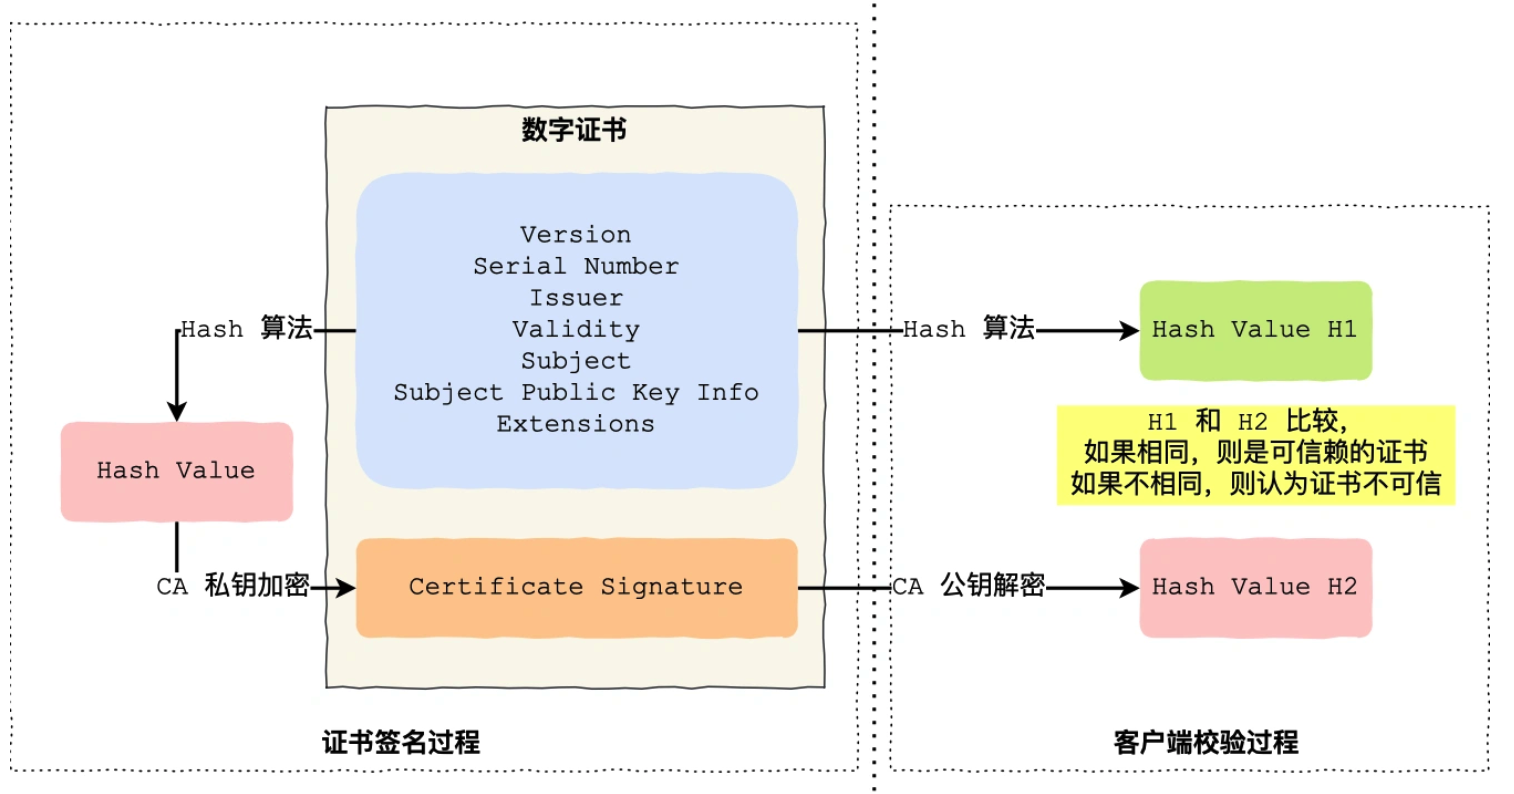 数字证书
Version
Serial Number
Issuer
Validity
Subject
Subject Public Key Info
Extensions
Hash 算法
Hash Value
CA 私钥加密
Certificate Signature
证书签名过程
Hash 算法
Hash Value H1
H1 和 H2 比较，
如果相同，则是可信赖的证书
如果不相同，则认为证书不可信
CA 公钥解密
Hash Value H2
客户端校验过程